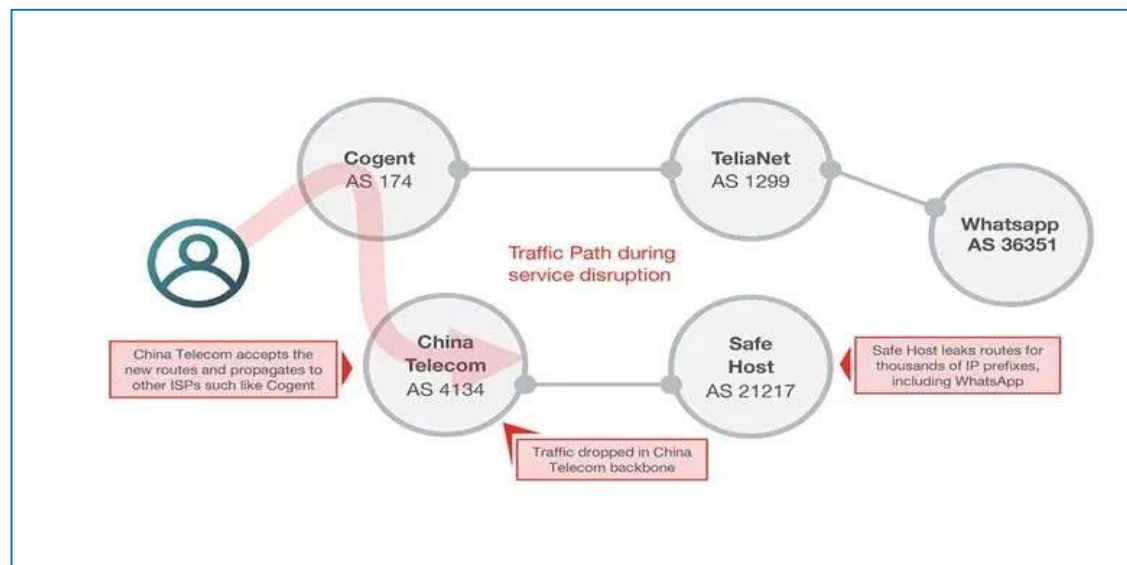 Cogent
AS 174
TeliaNet
AS 1299
Whatsapp
AS 36351
Traffic Path during
service disruption
China Telecom accepts the
new routes and propagates to
other ISPs such like Cogent
China
Telecom
AS 4134
Safe
Host
AS 21217
Safe Host leaks routes for
thousands of IP prefixes,
including WhatsApp
Traffic dropped in China
Telecom backbone